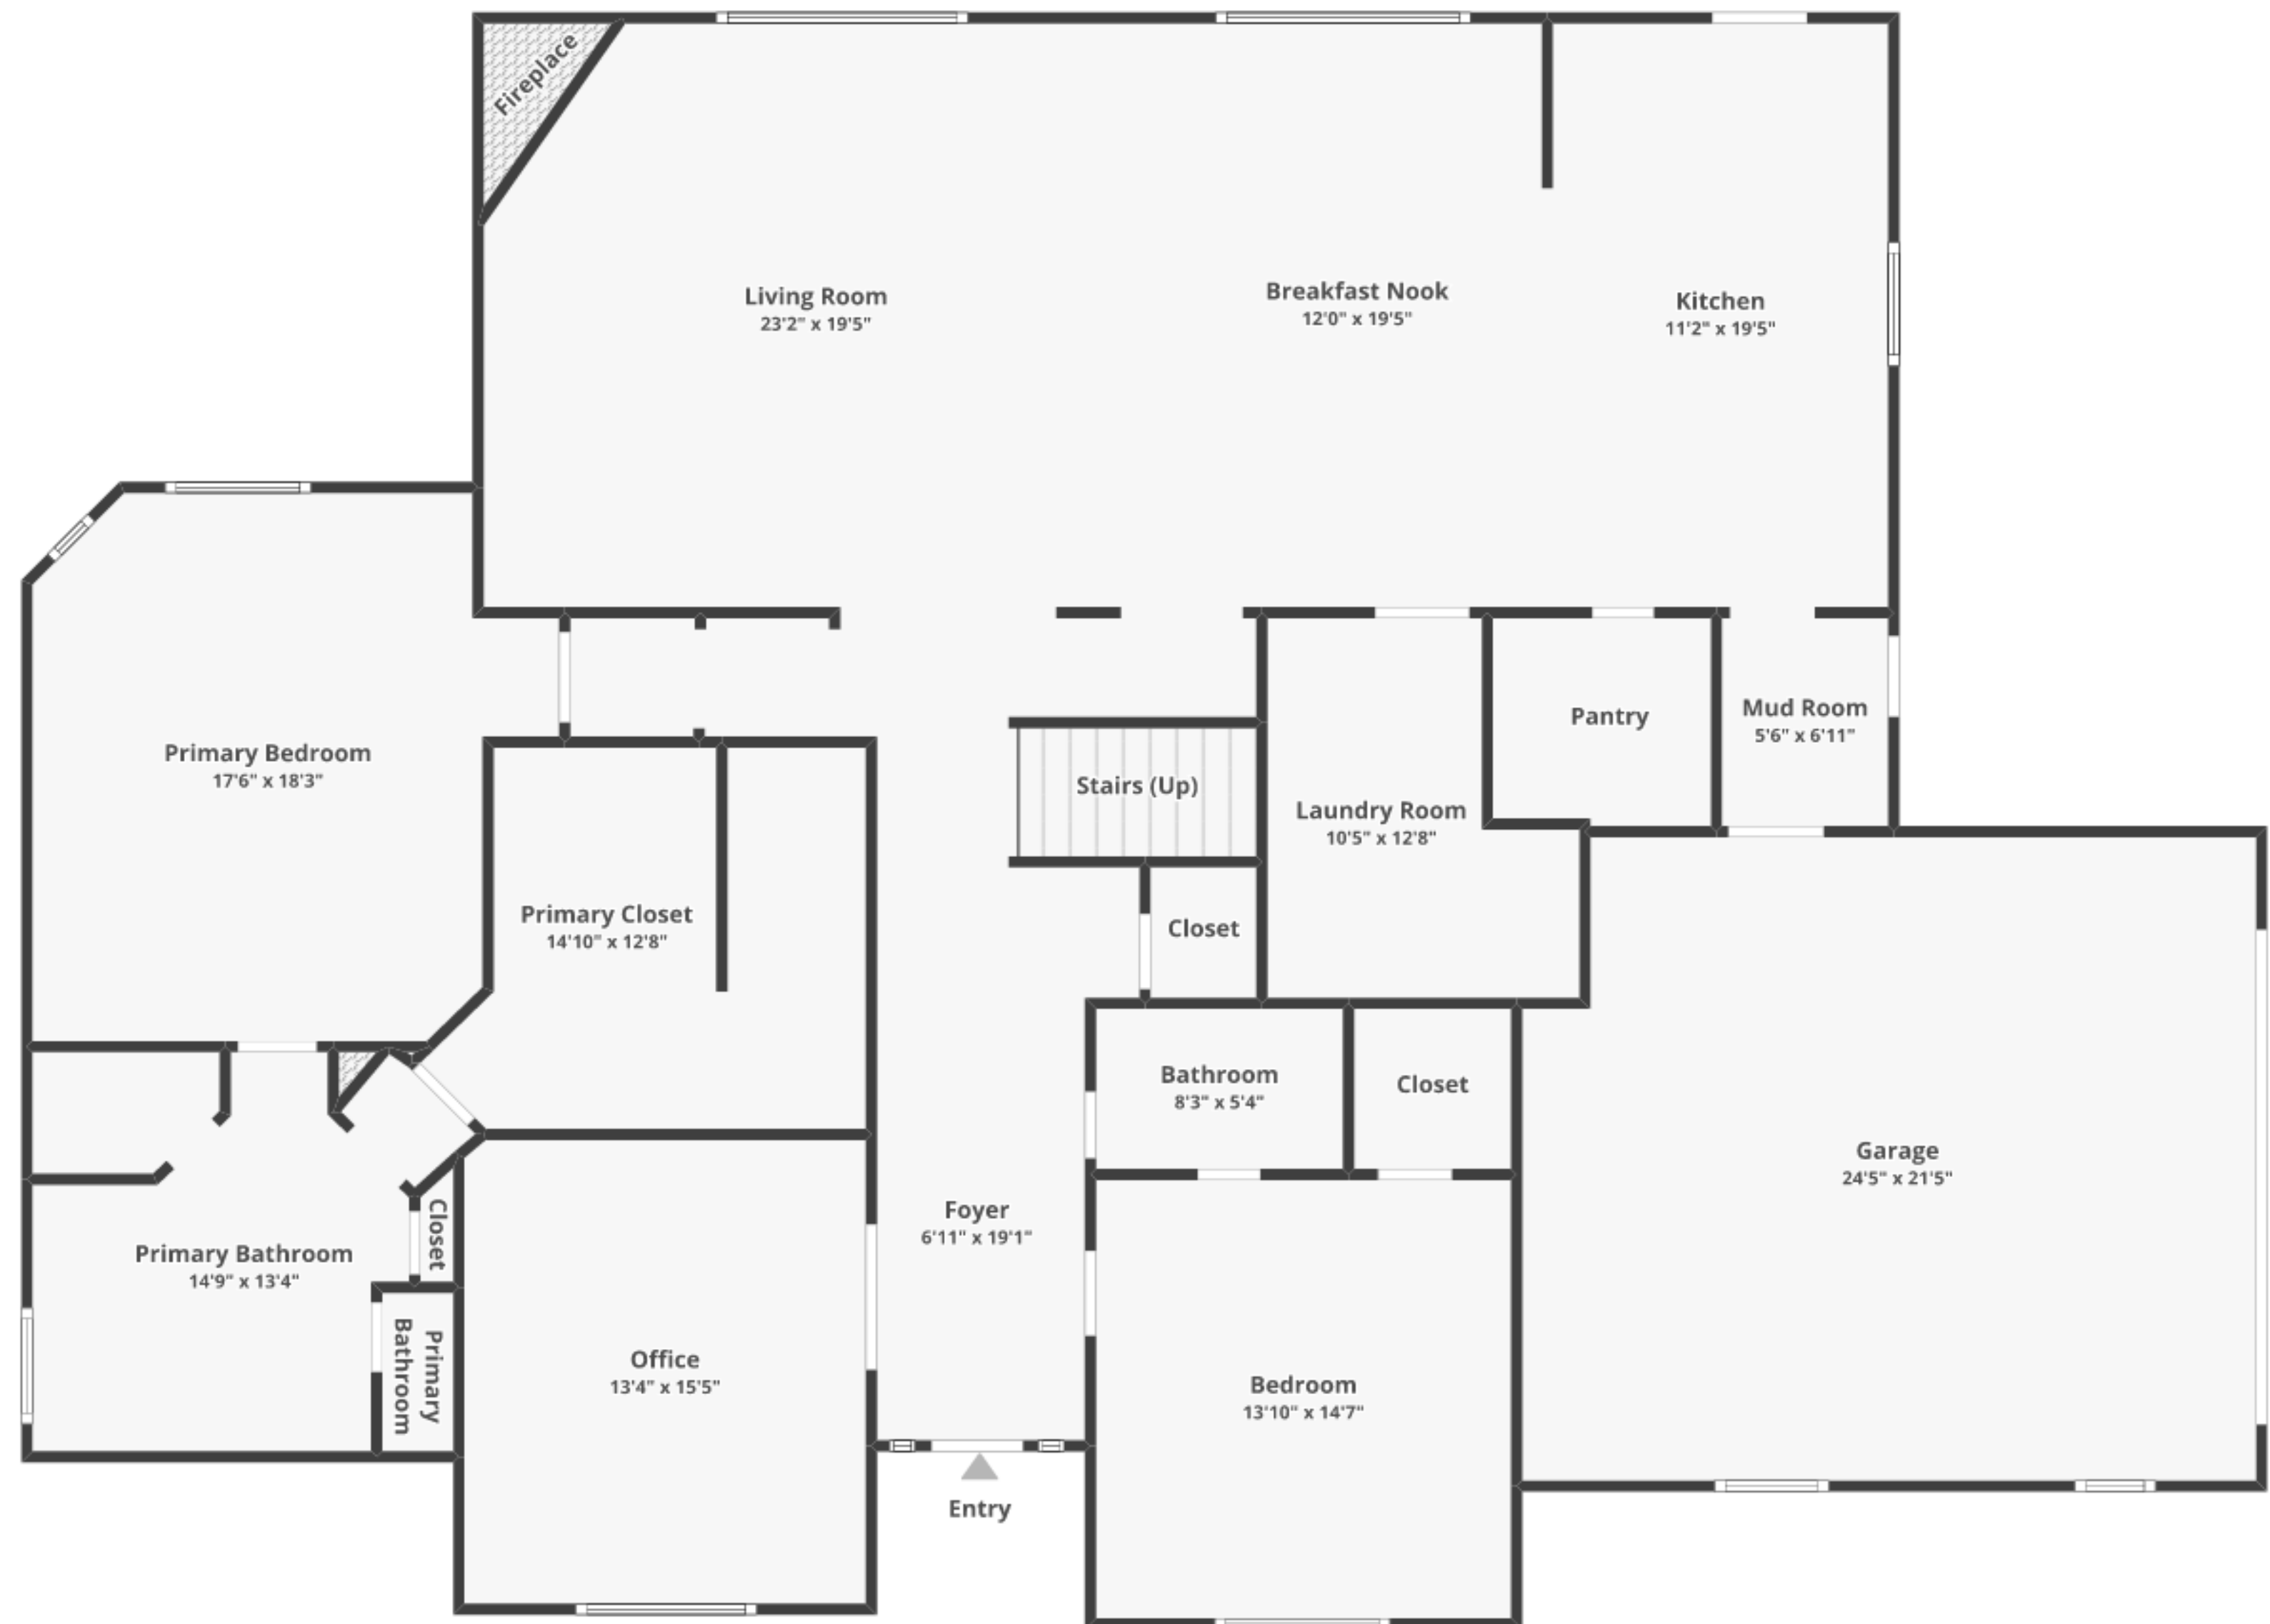 Fireplace
Living Room
23'2" x 19'5"
Breakfast Nook
12'0" x 19'5"
Kitchen
11'2" x 19'5"
Primary Bedroom
17'6" x 18'3"
Stairs (Up)
Laundry Room
10'5" x 12'8"
Pantry
Mud Room
5'6" x 6'11"
Primary Closet
14'10" x 12'8"
Closet
Bathroom
8'3" x 5'4"
Closet
Garage
24'5" x 21'5"
Primary Bathroom
14'9" x 13'4"
Closet
Primary
Bathroom
Office
13'4" x 15'5"
Foyer
6'11" x 19'1"
Bedroom
13'10" x 14'7"
Entry